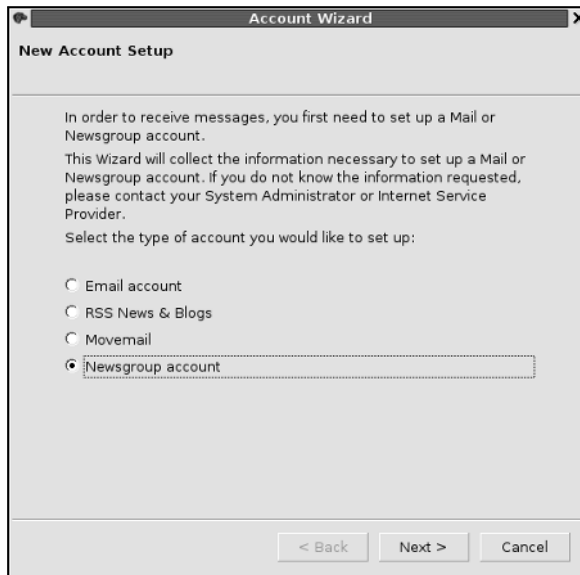 Account Wizard
New Account Setup
In order to receive messages, you first need to set up a Mail or
Newsgroup account.
This Wizard will collect the information necessary to set up a Mail or
Newsgroup account. If you do not know the information requested,
please contact your System Administrator or Internet Service
Provider.
Select the type of account you would like to set up:
Email account
RSS News & Blogs
Movemail
Newsgroup account
< Back Next > Cancel